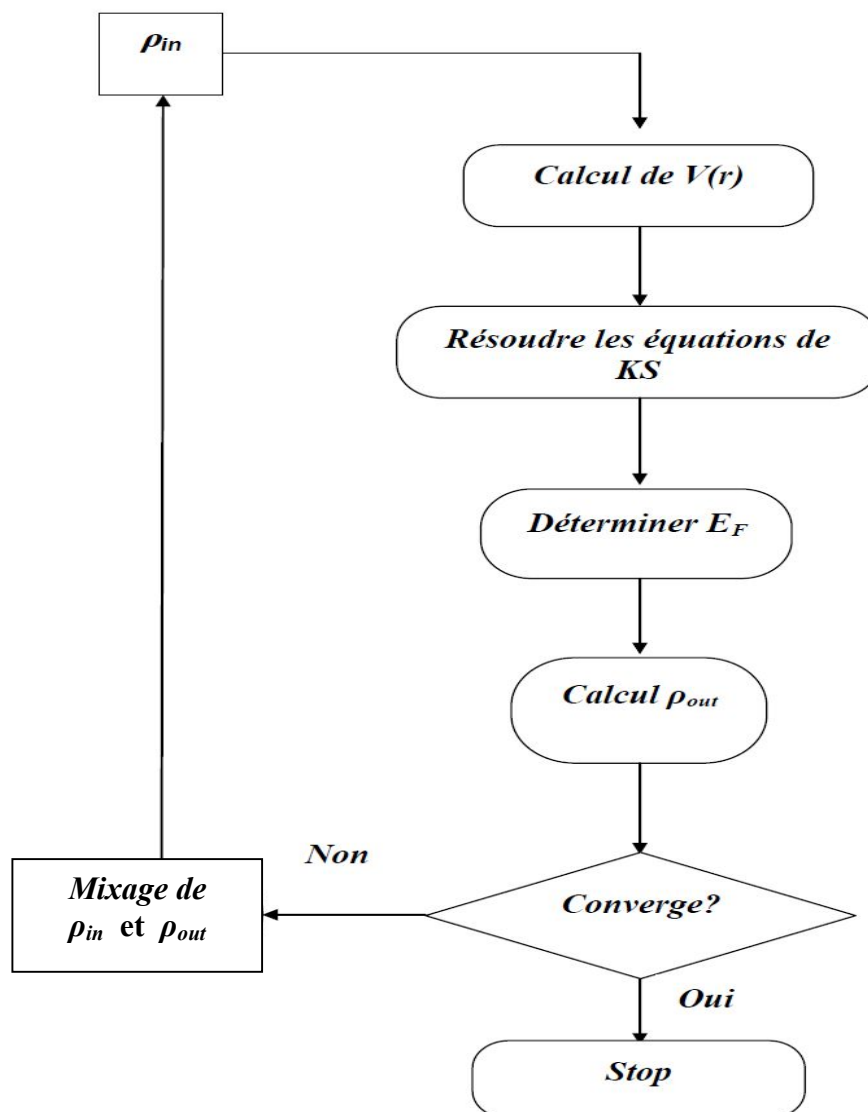 ρin
Calcul de V(r)
Résoudre les équations de
KS
Déterminer EF
Calcul ρout
Non
Mixage de
ρin et ρout
Converge?
Oui
Stop